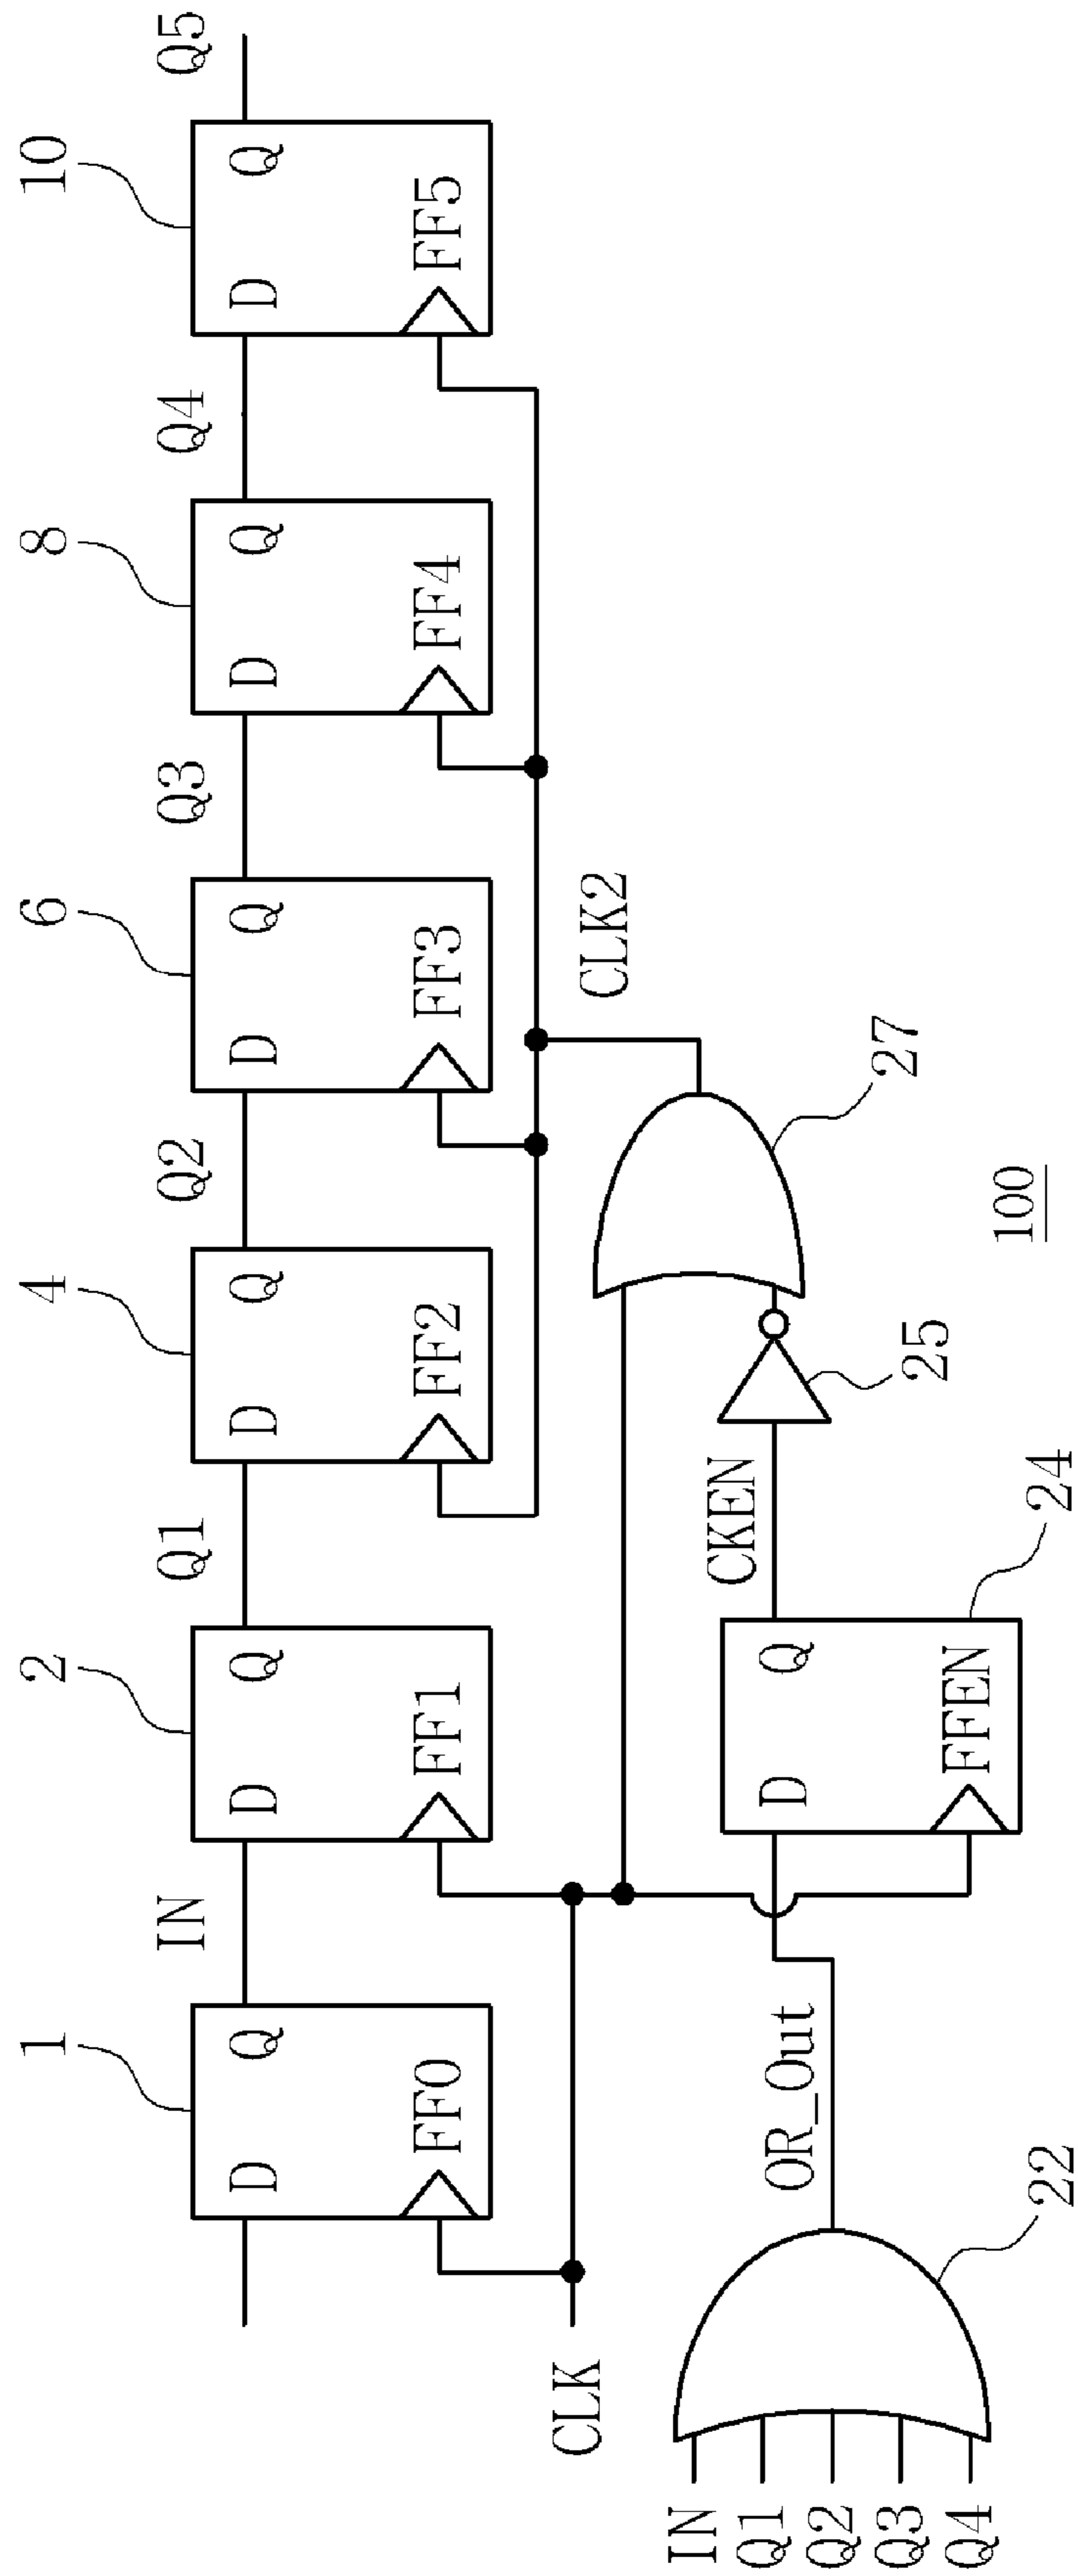 1
2
4
6
8
10
IN
Q1
Q2
Q3
Q4
Q5
D Q
FF0
D Q
FF1
D Q
FF2
D Q
FF3
D Q
FF4
D Q
FF5
CLK
CLK2
IN
Q1
Q2
Q3
Q4
22
OR_Out
D Q
FFEN
24
CKEN
25
27
100